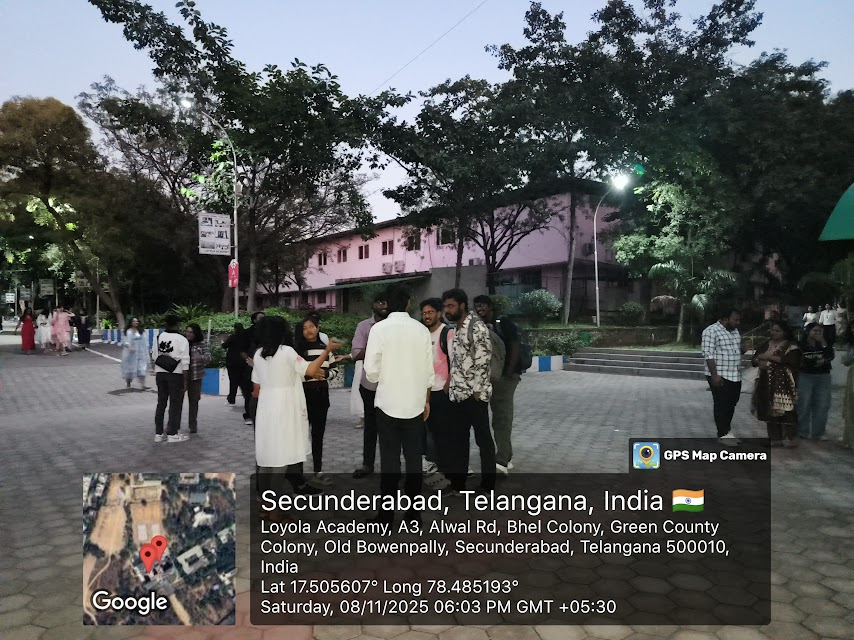 GPS Map Camera
Secunderabad, Telangana, India 🇮🇳
Loyola Academy, A3, Alwal Rd, Bhel Colony, Green County
Colony, Old Bowenpally, Secunderabad, Telangana 500010,
India
Lat 17.505607° Long 78.485193°
Saturday, 08/11/2025 06:03 PM GMT +05:30
Google